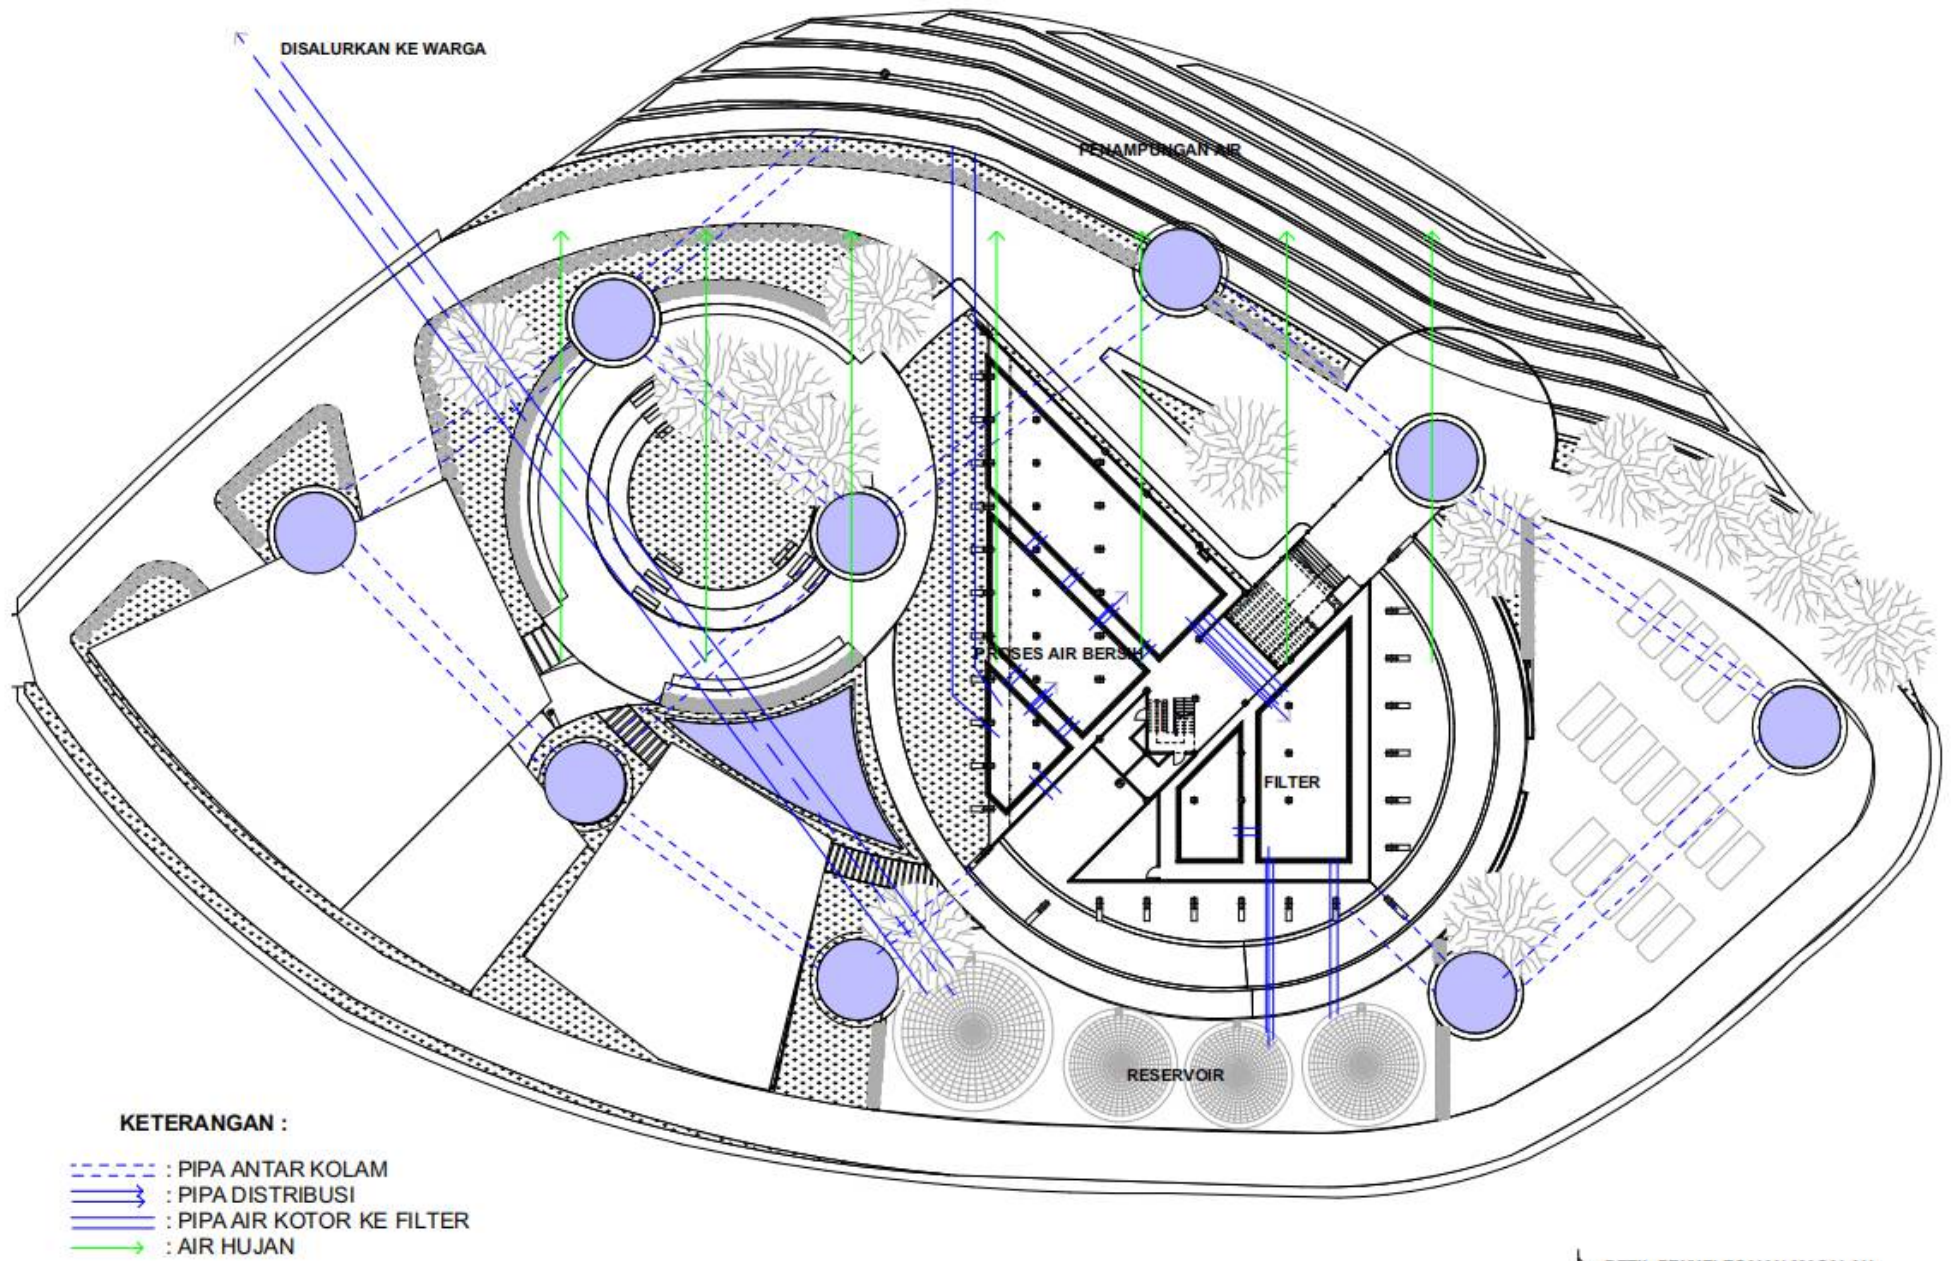 DISALURKAN KE WARGA
PENAMPUNGAN AIR
PROSES AIR BERSIH
FILTER
RESERVOIR
KETERANGAN :
: PIPA ANTAR KOLAM
: PIPA DISTRIBUSI
: PIPA AIR KOTOR KE FILTER
: AIR HUJAN